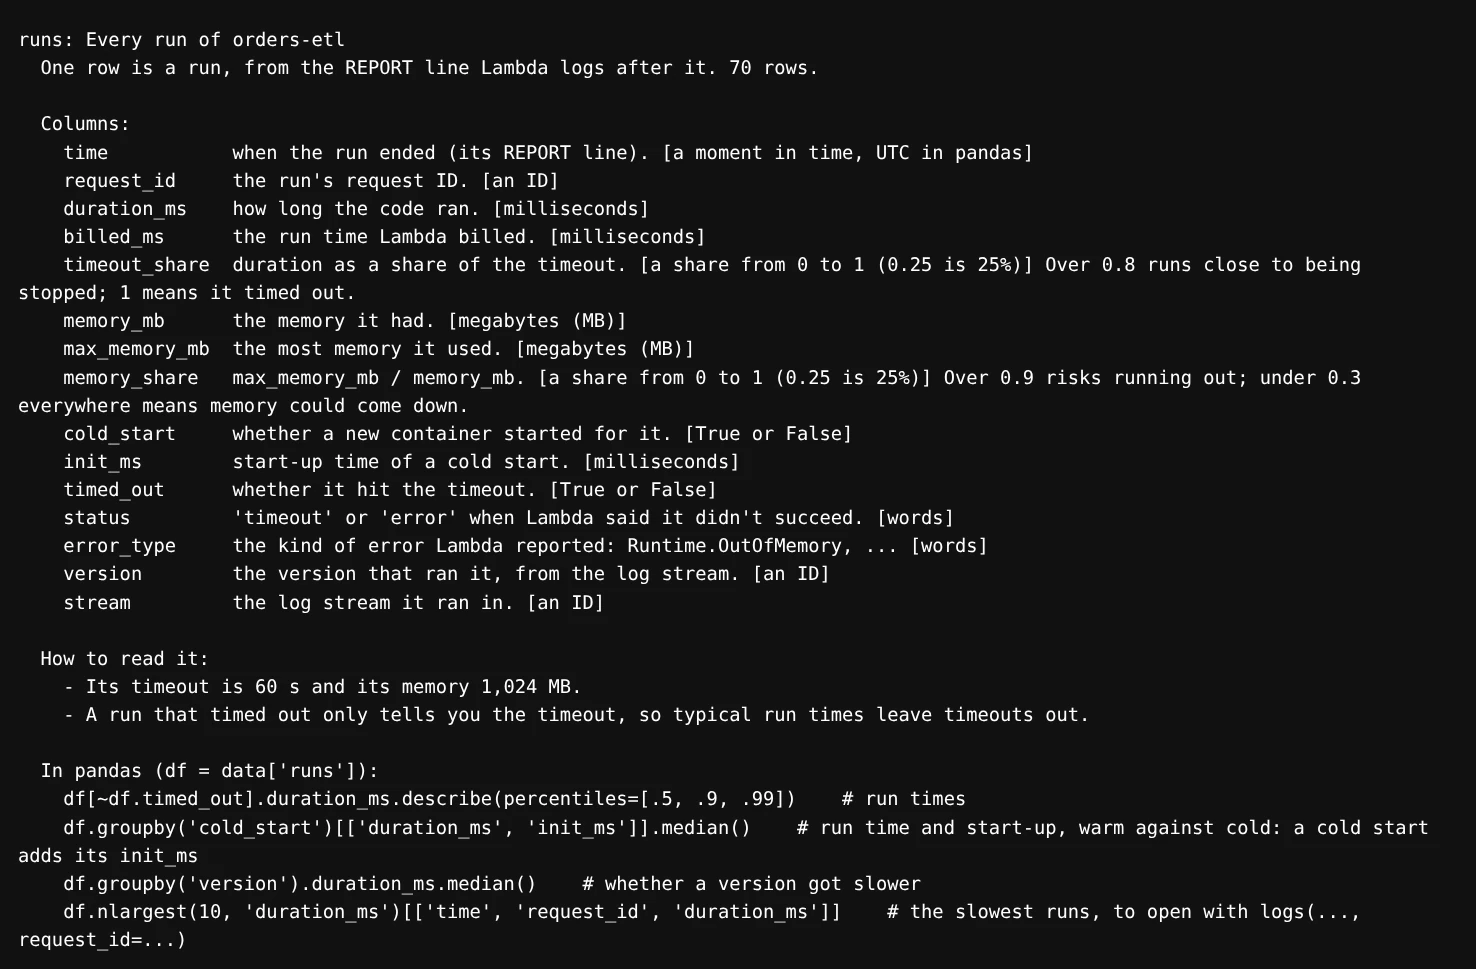 runs: Every run of orders-etl
One row is a run, from the REPORT line Lambda logs after it. 70 rows.
Columns:
time when the run ended (its REPORT line). [a moment in time, UTC in pandas]
request_id the run's request ID. [an ID]
duration_ms how long the code ran. [milliseconds]
billed_ms the run time Lambda billed. [milliseconds]
timeout_share duration as a share of the timeout. [a share from 0 to 1 (0.25 is 25%)] Over 0.8 runs close to being
stopped; 1 means it timed out.
memory_mb the memory it had. [megabytes (MB)]
max_memory_mb the most memory it used. [megabytes (MB)]
memory_share max_memory_mb / memory_mb. [a share from 0 to 1 (0.25 is 25%)] Over 0.9 risks running out; under 0.3
everywhere means memory could come down.
cold_start whether a new container started for it. [True or False]
init_ms start-up time of a cold start. [milliseconds]
timed_out whether it hit the timeout. [True or False]
status 'timeout' or 'error' when Lambda said it didn't succeed. [words]
error_type the kind of error Lambda reported: Runtime.OutOfMemory, ... [words]
version the version that ran it, from the log stream. [an ID]
stream the log stream it ran in. [an ID]
How to read it:
- Its timeout is 60 s and its memory 1,024 MB.
- A run that timed out only tells you the timeout, so typical run times leave timeouts out.
In pandas (df = data['runs']):
df[~df.timed_out].duration_ms.describe(percentiles=[.5, .9, .99]) # run times
df.groupby('cold_start')[['duration_ms', 'init_ms']].median() # run time and start-up, warm against cold: a cold start
adds its init_ms
df.groupby('version').duration_ms.median() # whether a version got slower
df.nlargest(10, 'duration_ms')[['time', 'request_id', 'duration_ms']] # the slowest runs, to open with logs(...,
request_id=...)